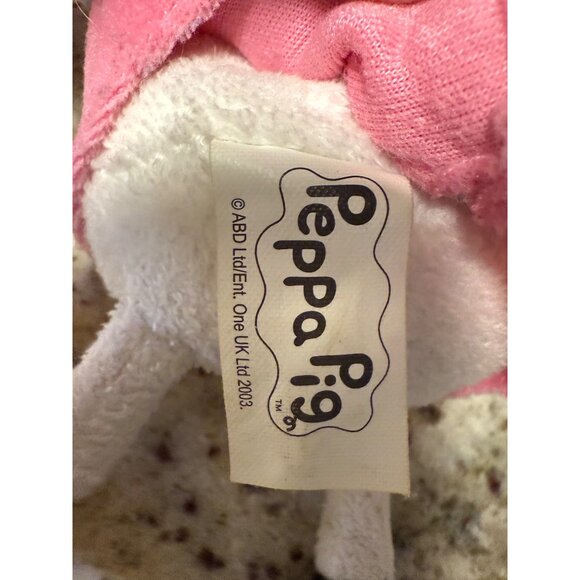 Peppa Pig
TM
© ABD Ltd/Ent. One UK Ltd 2003.